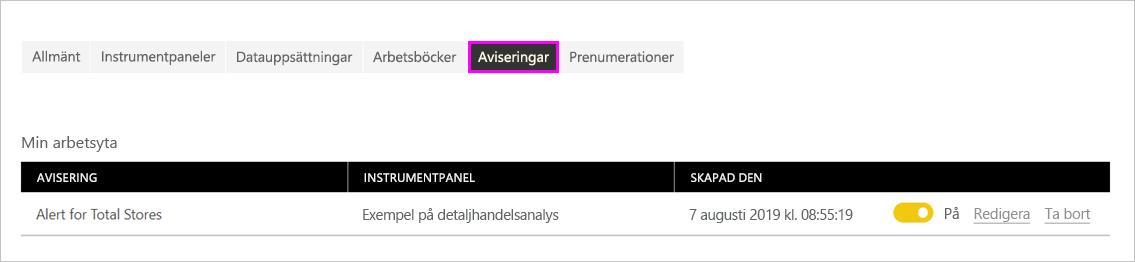 Allmänt Instrumentpaneler Datauppsättningar Arbetsböcker Aviseringar Prenumerationer
Min arbetsyta
AVISERING INSTRUMENTPANEL SKAPAD DEN
Alert for Total Stores Exempel på detaljhandelsanalys 7 augusti 2019 kl. 08:55:19 På Redigera Ta bort